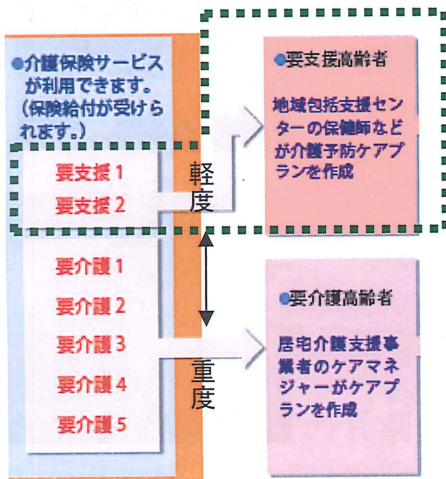 ●介護保険サービス
が利用できます。
(保険給付が受けら
れます。)
要支援1
要支援2
要介護1
要介護2
要介護3
要介護4
要介護5
軽度
重度
●要支援高齢者
地域包括支援セン
ターの保健師など
が介護予防ケアプ
ランを作成
●要介護高齢者
居宅介護支援事
業者のケアマネ
ジャーがケアプ
ランを作成